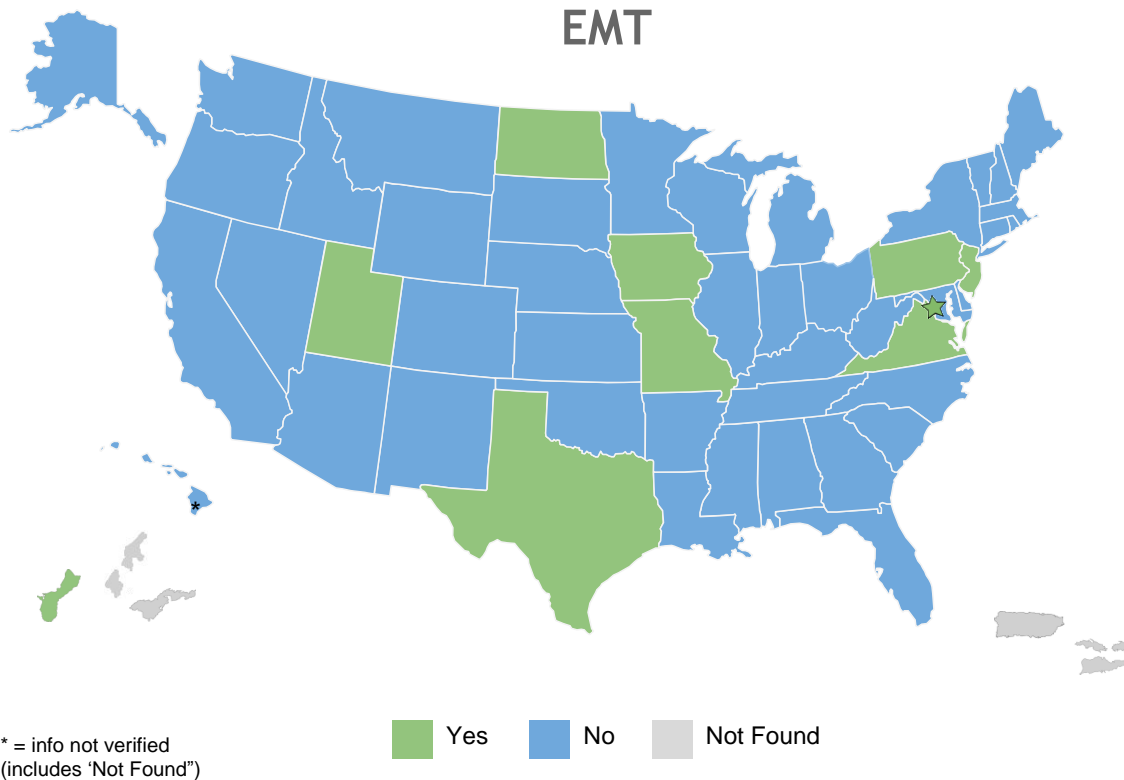 EMT
*
Yes
No
Not Found
* = info not verified
(includes ‘Not Found”)